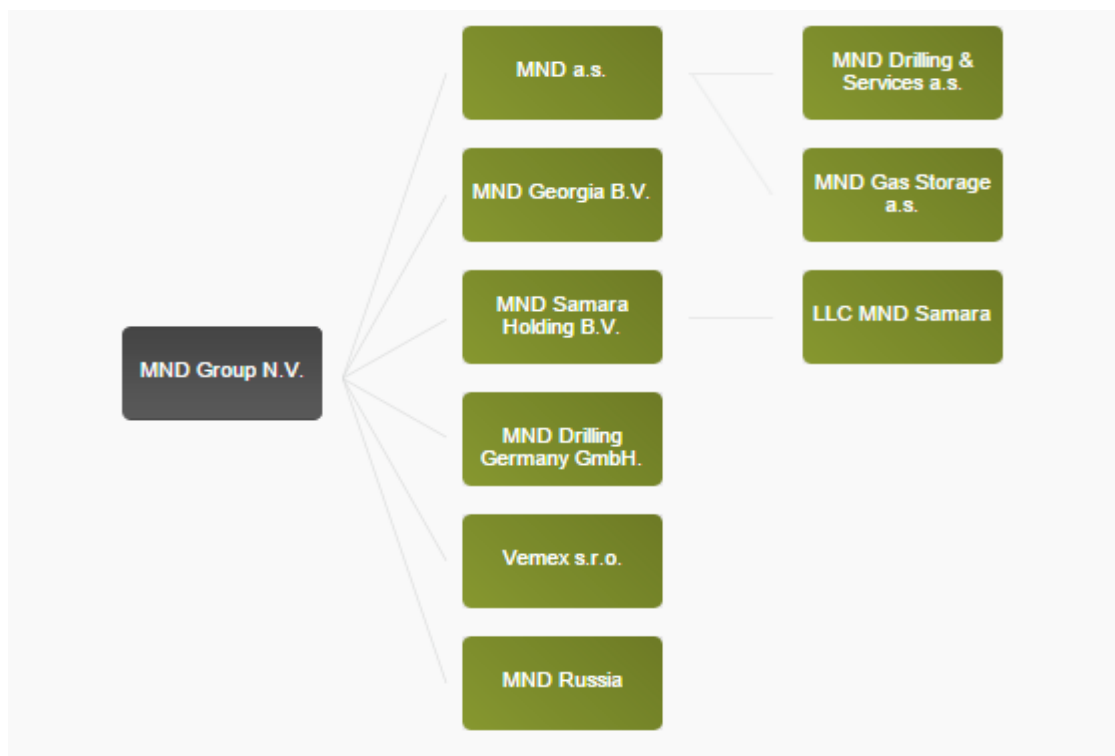 MND a.s.
MND Drilling &
Services a.s.
MND Georgia B.V.
MND Gas Storage
a.s.
MND Samara
Holding B.V.
LLC MND Samara
MND Group N.V.
MND Drilling
Germany GmbH.
Vemex s.r.o.
MND Russia